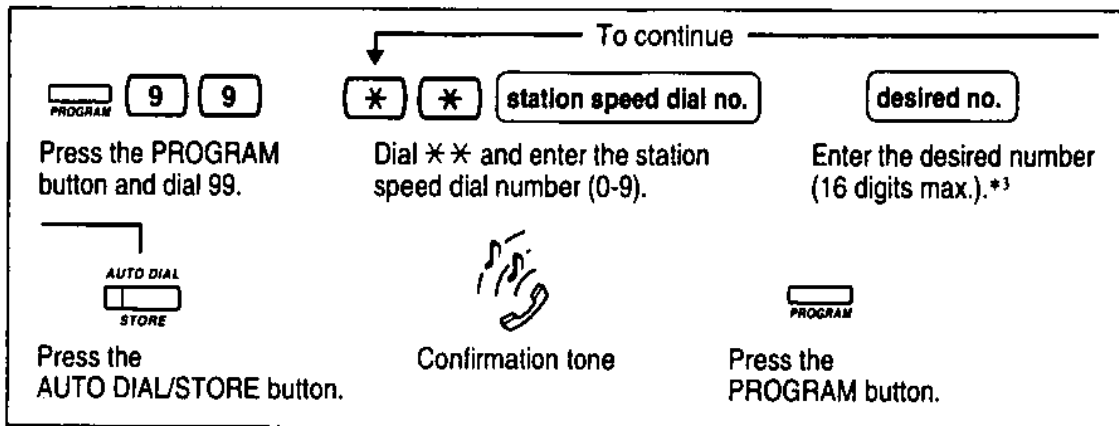 To continue
PROGRAM 9 9 * * station speed dial no. desired no.
Press the PROGRAM
button and dial 99.
Dial ** and enter the station
speed dial number (0-9).
Enter the desired number
(16 digits max.).*3
AUTO DIAL
STORE
Press the
AUTO DIAL/STORE button.
Confirmation tone
PROGRAM
Press the
PROGRAM button.